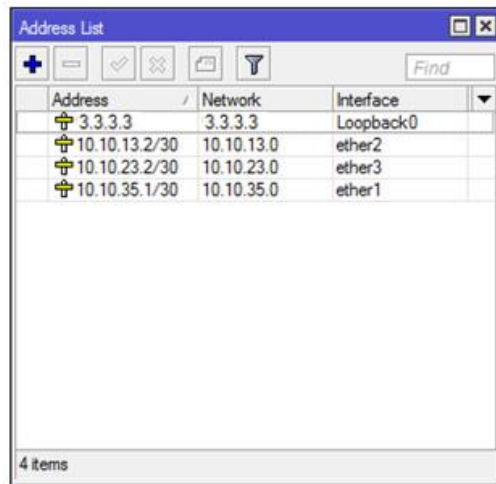 Address List
Find
Address / Network Interface
3.3.3.3 3.3.3.3 Loopback0
10.10.13.2/30 10.10.13.0 ether2
10.10.23.2/30 10.10.23.0 ether3
10.10.35.1/30 10.10.35.0 ether1
4 items